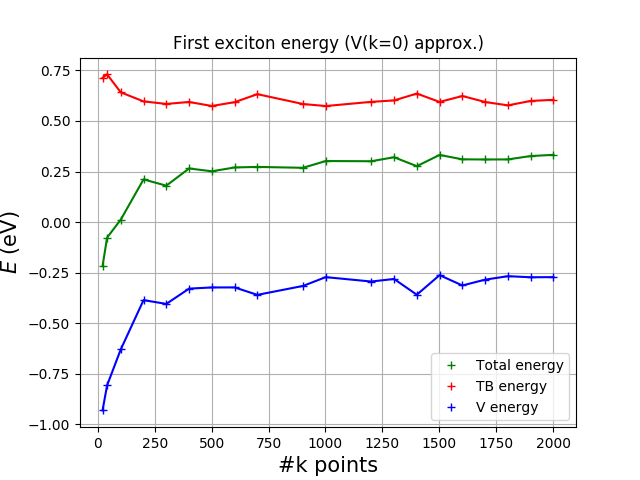 First exciton energy (V(k=0) approx.)
0.75
0.50
0.25
0.00
−0.25
−0.50
−0.75
−1.00
E (eV)
Total energy
TB energy
V energy
0 250 500 750 1000 1250 1500 1750 2000
#k points